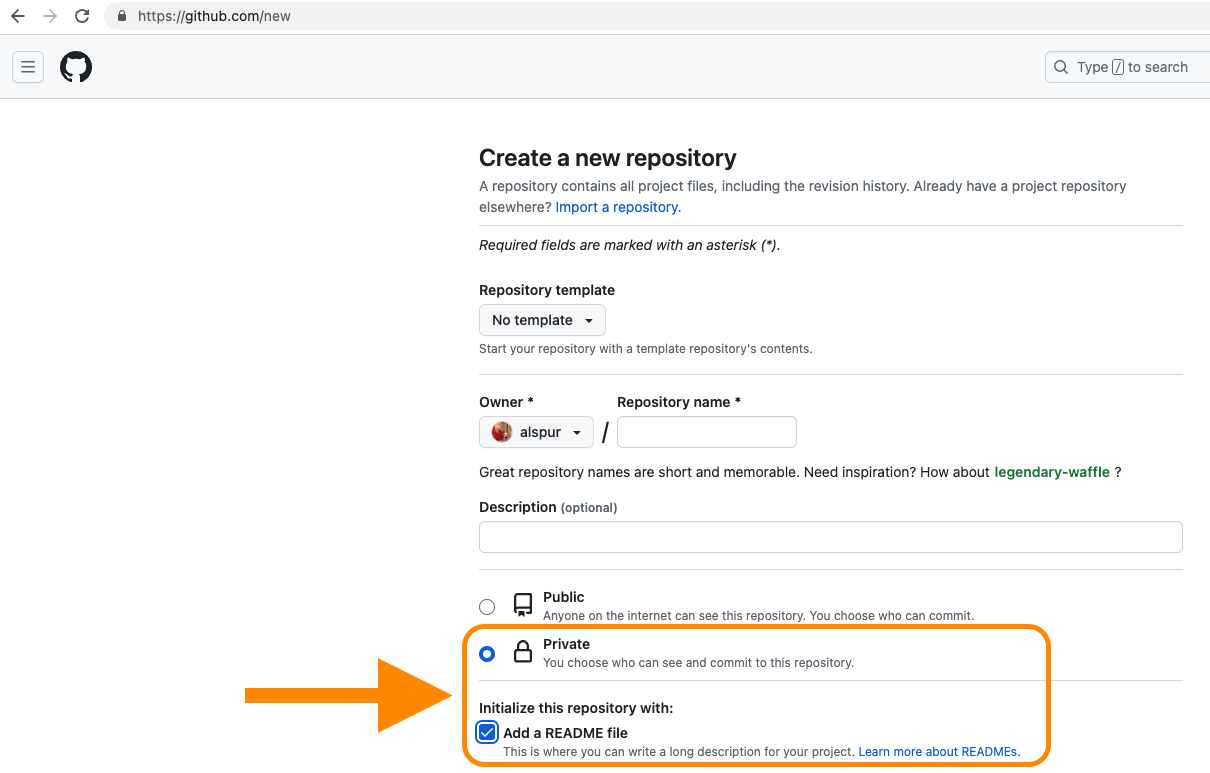 https://github.com/new
Type / to search
Create a new repository
A repository contains all project files, including the revision history. Already have a project repository
elsewhere? Import a repository.
Required fields are marked with an asterisk (*).
Repository template
No template
Start your repository with a template repository's contents.
Owner * Repository name *
alspur /
Great repository names are short and memorable. Need inspiration? How about legendary-waffle ?
Description (optional)
Public
Anyone on the internet can see this repository. You choose who can commit.
Private
You choose who can see and commit to this repository.
Initialize this repository with:
Add a README file
This is where you can write a long description for your project. Learn more about READMEs.